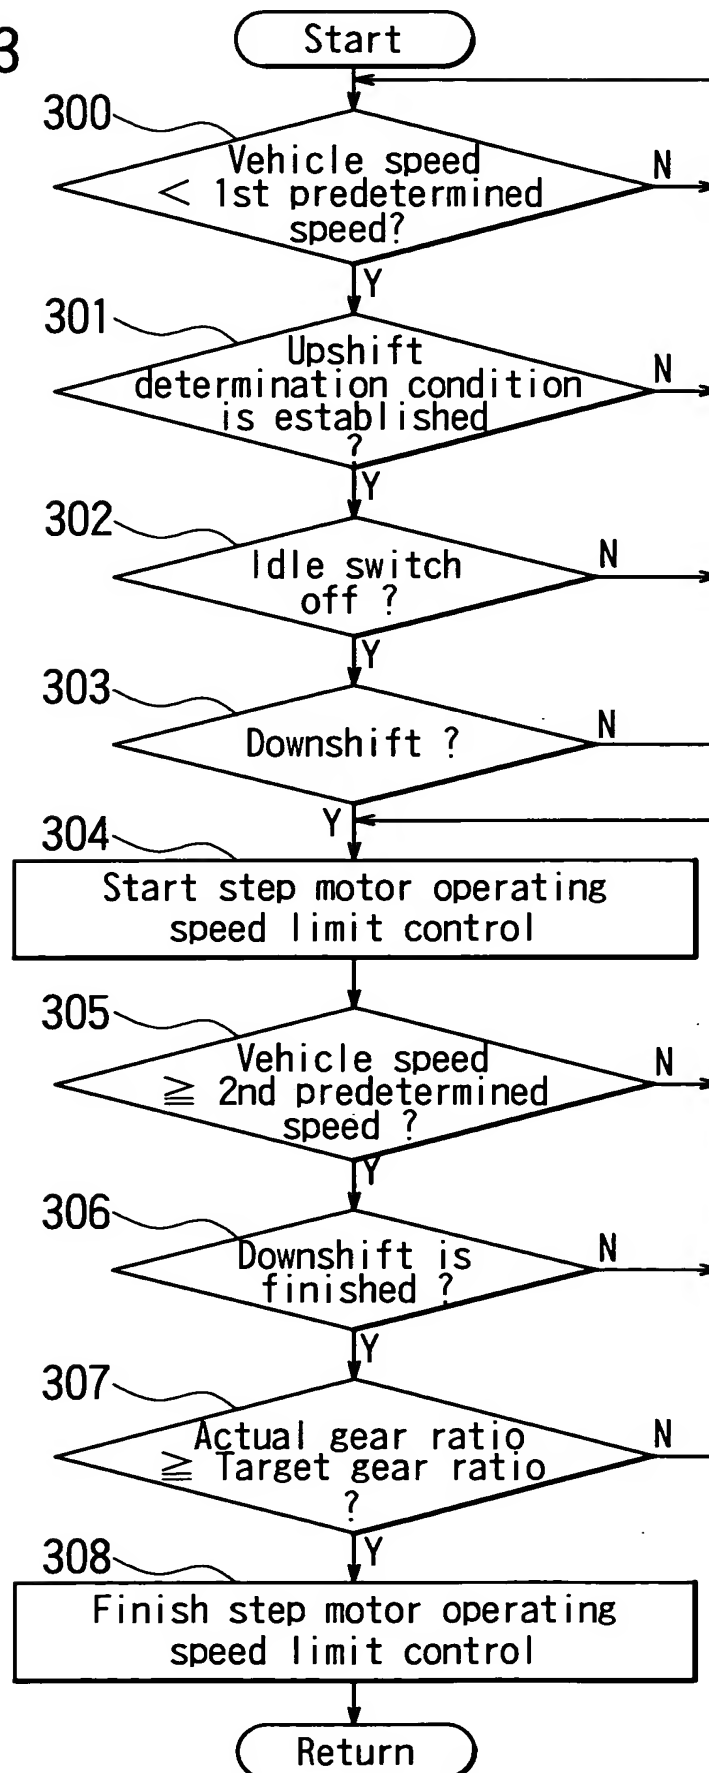 3
Start
300
Vehicle speed
< 1st predetermined
speed?
N
Y
301
Upshift
determination condition
is established
?
N
Y
302
Idle switch
off ?
N
Y
303
Downshift ?
N
Y
304
Start step motor operating
speed limit control
305
Vehicle speed
≧ 2nd predetermined
speed ?
N
Y
306
Downshift is
finished ?
N
Y
307
Actual gear ratio
≧ Target gear ratio
?
N
Y
308
Finish step motor operating
speed limit control
Return